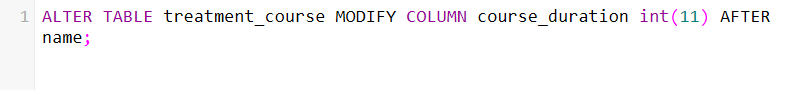 1 ALTER TABLE treatment_course MODIFY COLUMN course_duration int(11) AFTER
name;